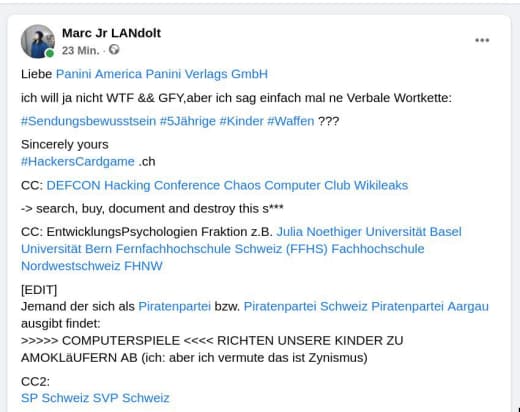 Marc Jr LANdolt
23 Min. ·
Liebe Panini America Panini Verlags GmbH
ich will ja nicht WTF && GFY,aber ich sag einfach mal ne Verbale Wortkette:
#Sendungsbewusstsein #5Jährige #Kinder #Waffen ???
Sincerely yours
#HackersCardgame .ch
CC: DEFCON Hacking Conference Chaos Computer Club Wikileaks
-> search, buy, document and destroy this s***
CC: EntwicklungsPsychologien Fraktion z.B. Julia Noethiger Universität Basel
Universität Bern Fernfachhochschule Schweiz (FFHS) Fachhochschule
Nordwestschweiz FHNW
[EDIT]
Jemand der sich als Piratenpartei bzw. Piratenpartei Schweiz Piratenpartei Aargau
ausgibt findet:
>>>>> COMPUTERSPIELE <<<< RICHTEN UNSERE KINDER ZU
AMOKLäUFERN AB (ich: aber ich vermute das ist Zynismus)
CC2:
SP Schweiz SVP Schweiz